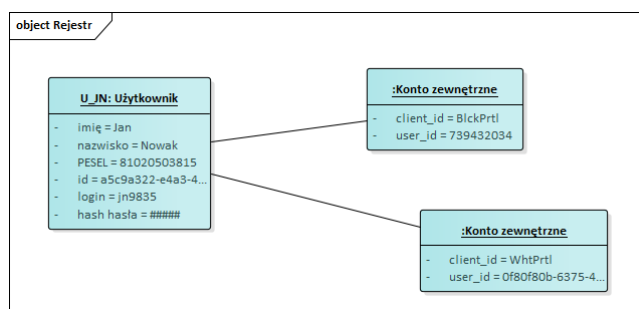 object Rejestr
U_JN: Użytkownik
- imię = Jan
- nazwisko = Nowak
- PESEL = 81020503815
- id = a5c9a322-e4a3-4...
- login = jn9835
- hash hasła = #####
:Konto zewnętrzne
- client_id = BlckPrtl
- user_id = 739432034
:Konto zewnętrzne
- client_id = WhtPrtl
- user_id = 0f80f80b-6375-4...